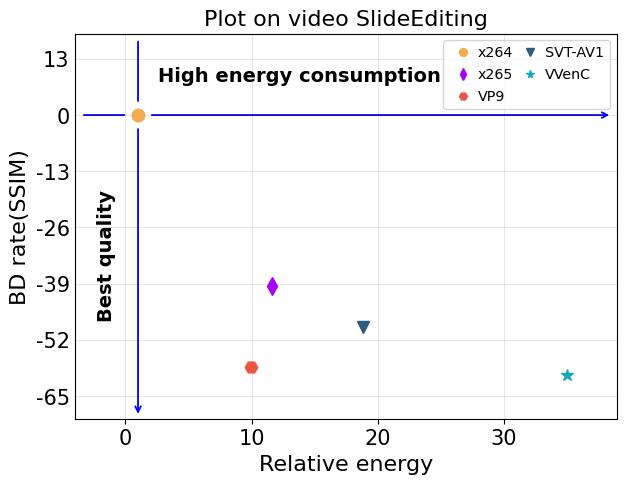 Plot on video SlideEditing
x264
x265
VP9
SVT-AV1
VVenC
High energy consumption
Best quality
BD rate(SSIM)
13
0
-13
-26
-39
-52
-65
0
10
20
30
Relative energy